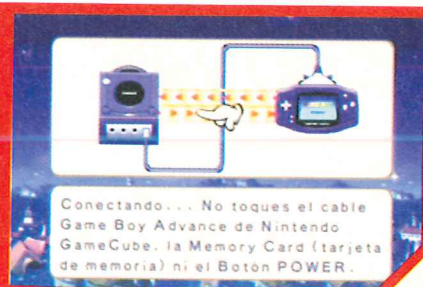 Conectando... No toques el cable
Game Boy Advance de Nintendo
GameCube, la Memory Card (tarjeta
de memoria) ni el Botón POWER.